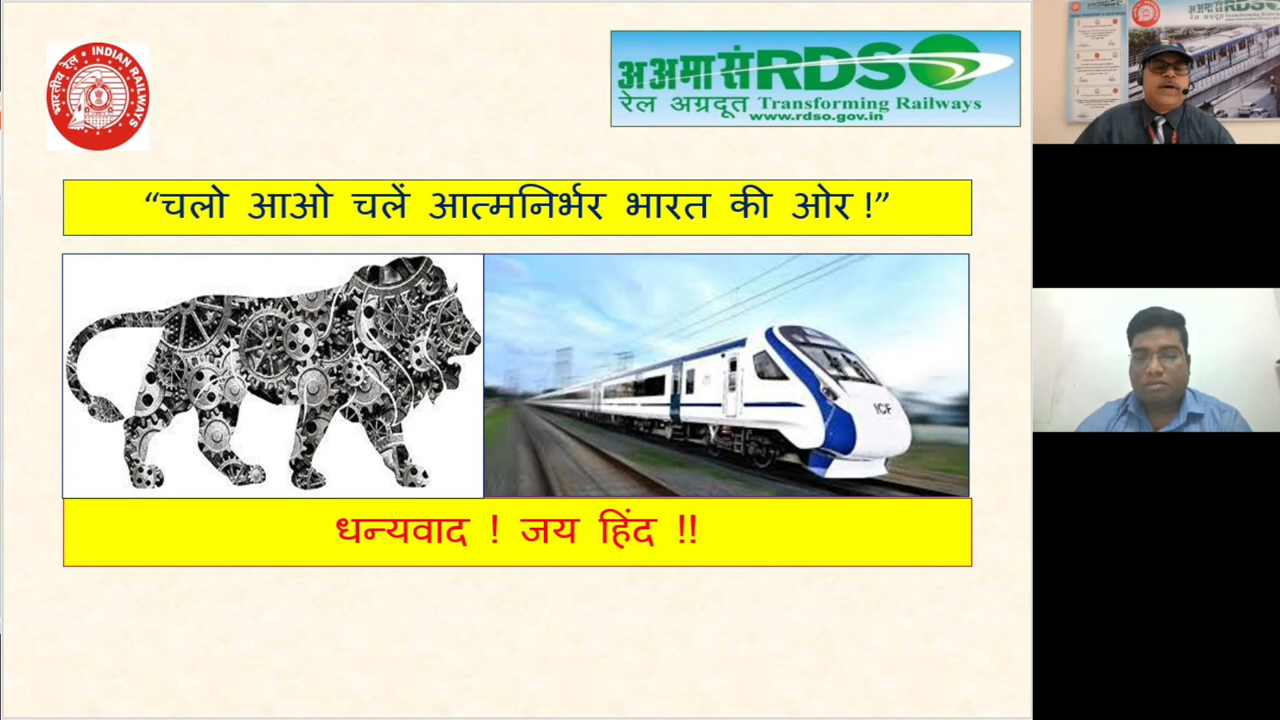 भारतीय रेल • INDIAN RAILWAYS
अअमासं RDSO
रेल अग्रदूत Transforming Railways
www.rdso.gov.in
“चलो आओ चलें आत्मनिर्भर भारत की ओर !”
ICF
धन्यवाद ! जय हिंद !!